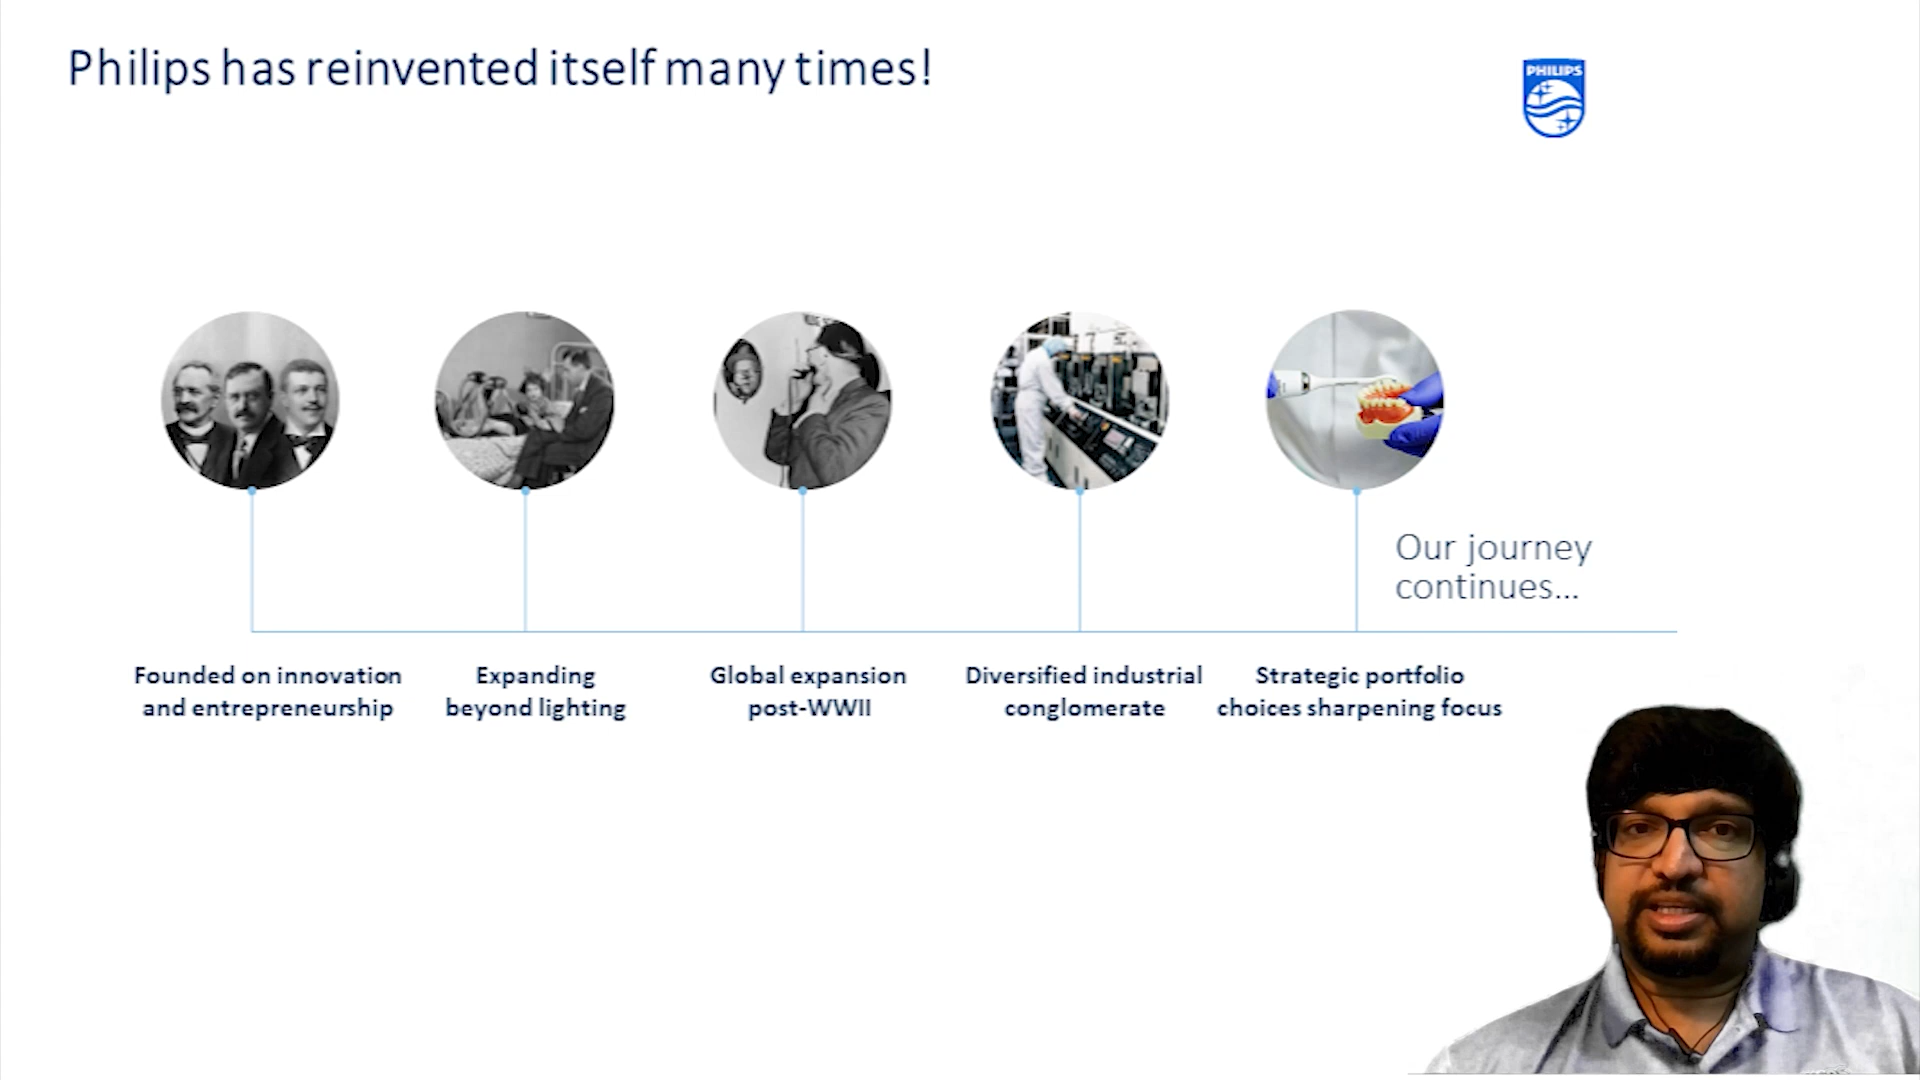 Philips has reinvented itself many times!
PHILIPS
Our journey
continues...
Founded on innovation
and entrepreneurship
Expanding
beyond lighting
Global expansion
post-WWII
Diversified industrial
conglomerate
Strategic portfolio
choices sharpening focus